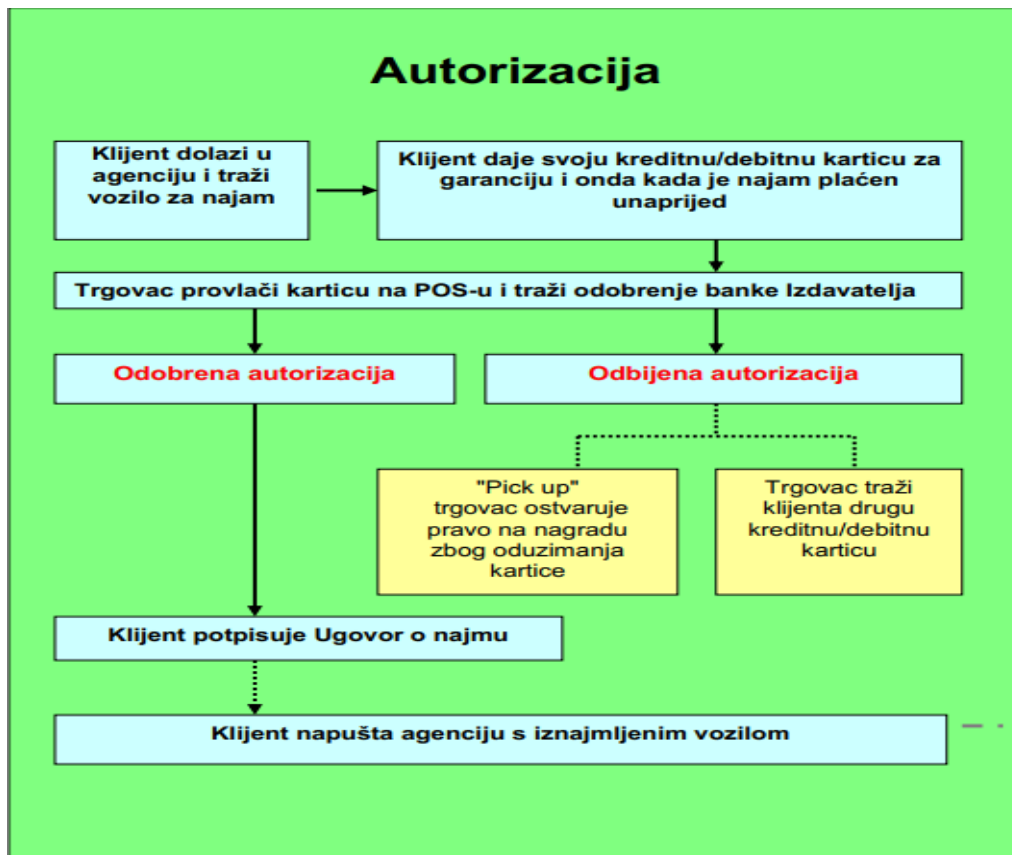 Autorizacija
Klijent dolazi u
agenciju i traži
vozilo za najam
Klijent daje svoju kreditnu/debitnu karticu za
garanciju i onda kada je najam plaćen
unaprijed
Trgovac provlači karticu na POS-u i traži odobrenje banke Izdavatelja
Odobrena autorizacija
Odbijena autorizacija
"Pick up"
trgovac ostvaruje
pravo na nagradu
zbog oduzimanja
kartice
Trgovac traži
klijenta drugu
kreditnu/debitnu
karticu
Klijent potpisuje Ugovor o najmu
Klijent napušta agenciju s iznajmljenim vozilom